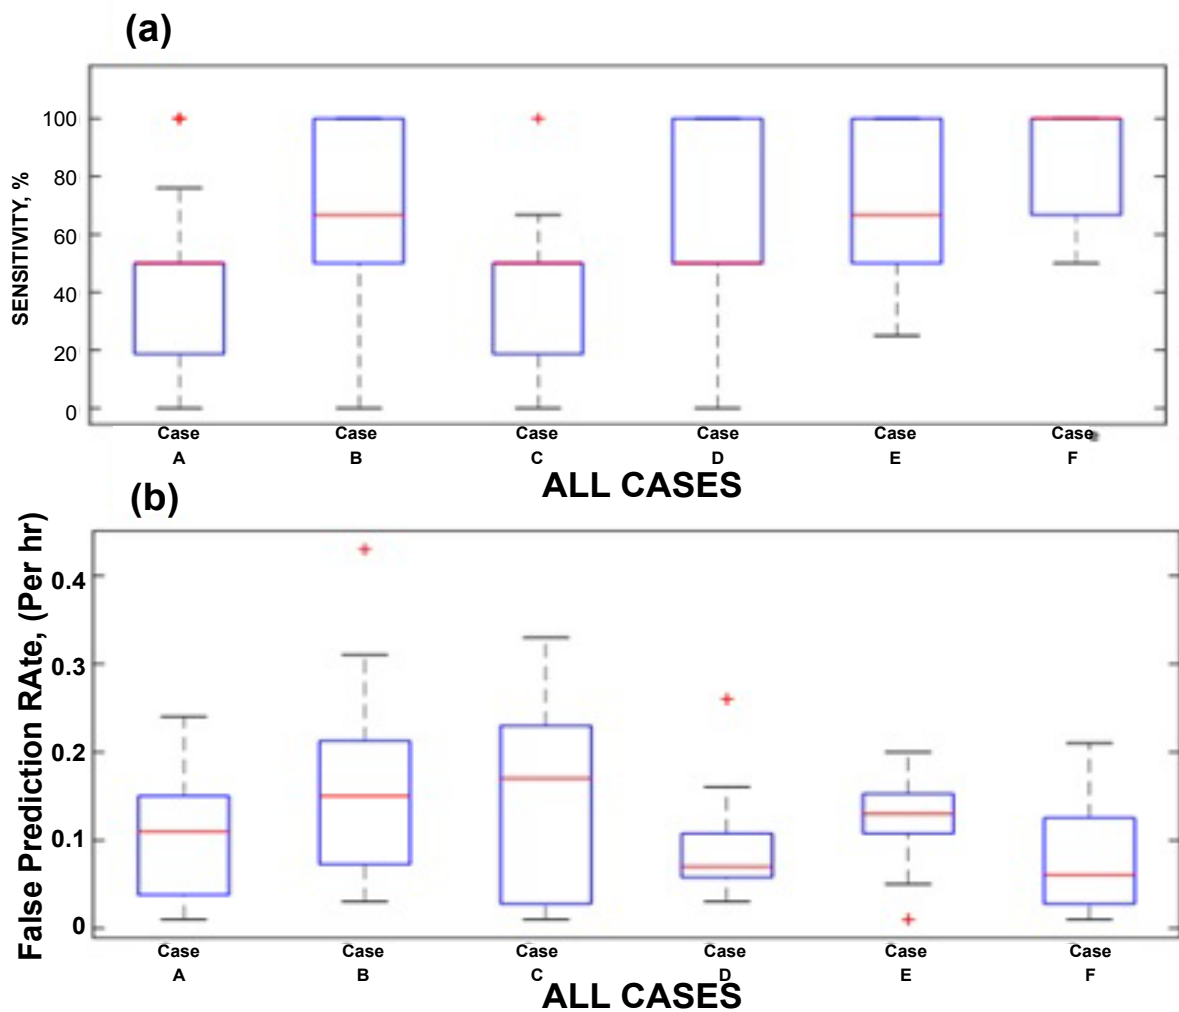 (a)
SENSITIVITY, %
100
80
60
40
20
0
Case Case Case Case Case Case
A B C D E F
ALL CASES
(b)
False Prediction RAte, (Per hr)
0.4
0.3
0.2
0.1
0
Case Case Case Case Case Case
A B C D E F
ALL CASES